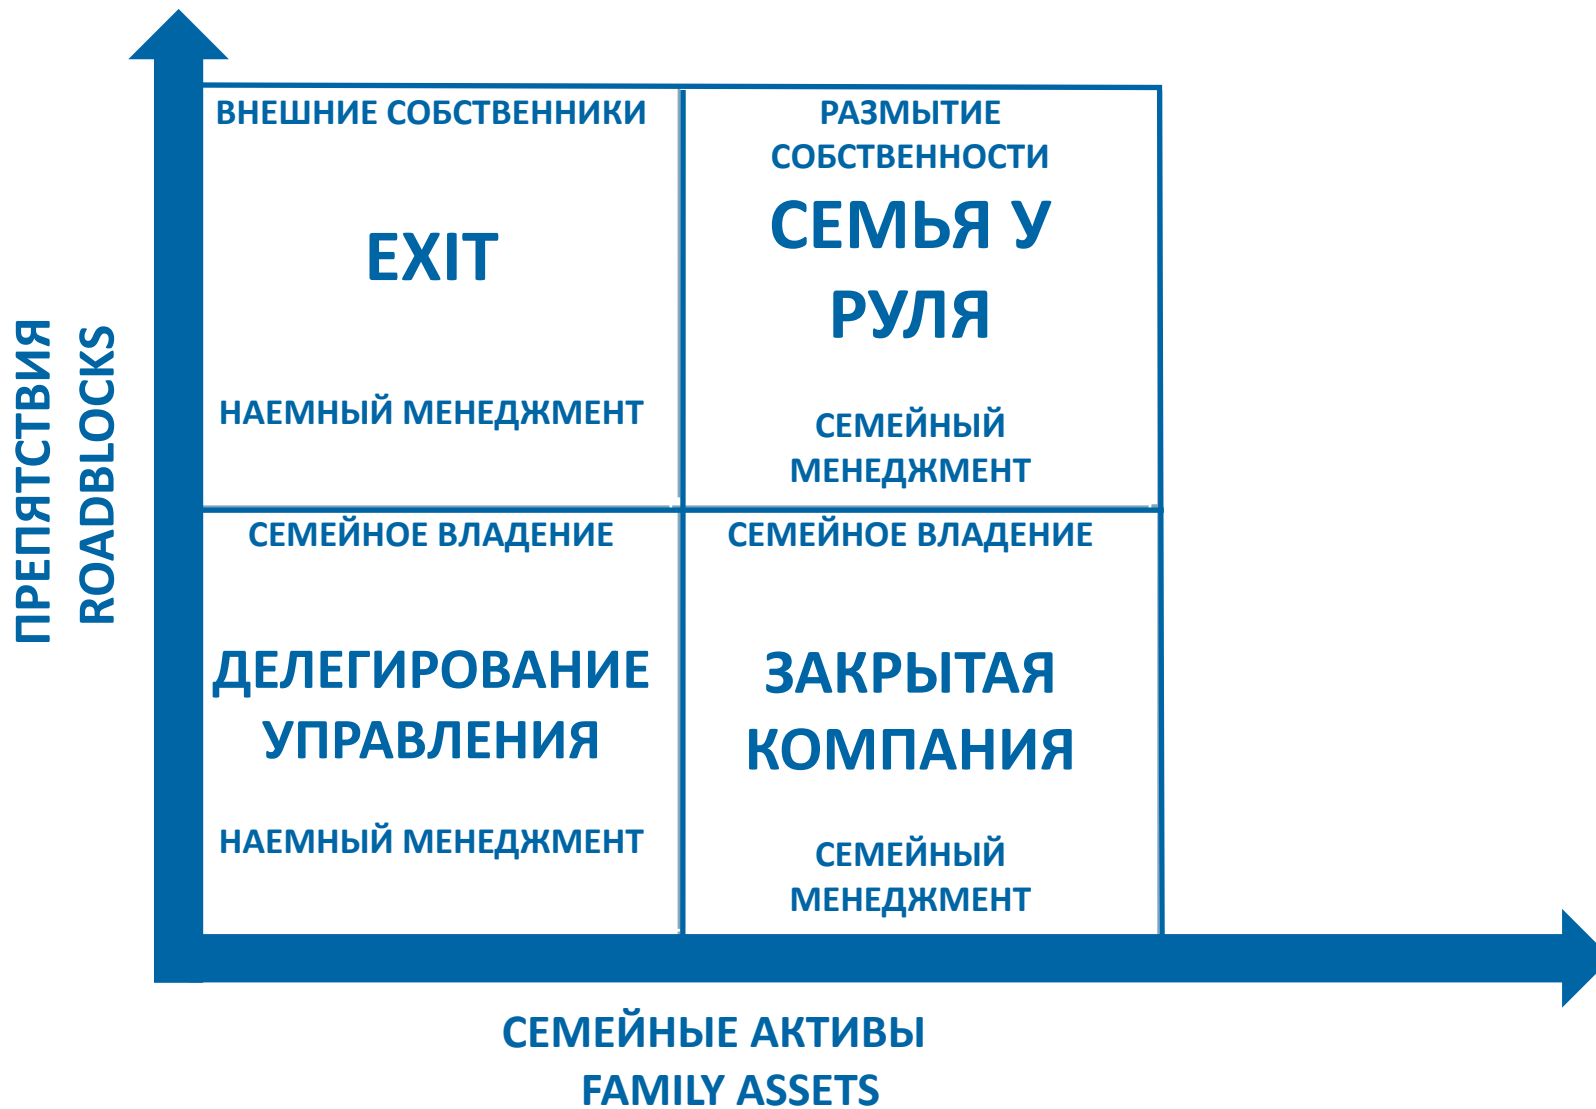 ПРЕПЯТСТВИЯ
ROADBLOCKS
ВНЕШНИЕ СОБСТВЕННИКИ
EXIT
НАЕМНЫЙ МЕНЕДЖМЕНТ
РАЗМЫТИЕ
СОБСТВЕННОСТИ
СЕМЬЯ У
РУЛЯ
СЕМЕЙНЫЙ
МЕНЕДЖМЕНТ
СЕМЕЙНОЕ ВЛАДЕНИЕ
ДЕЛЕГИРОВАНИЕ
УПРАВЛЕНИЯ
НАЕМНЫЙ МЕНЕДЖМЕНТ
СЕМЕЙНОЕ ВЛАДЕНИЕ
ЗАКРЫТАЯ
КОМПАНИЯ
СЕМЕЙНЫЙ
МЕНЕДЖМЕНТ
СЕМЕЙНЫЕ АКТИВЫ
FAMILY ASSETS